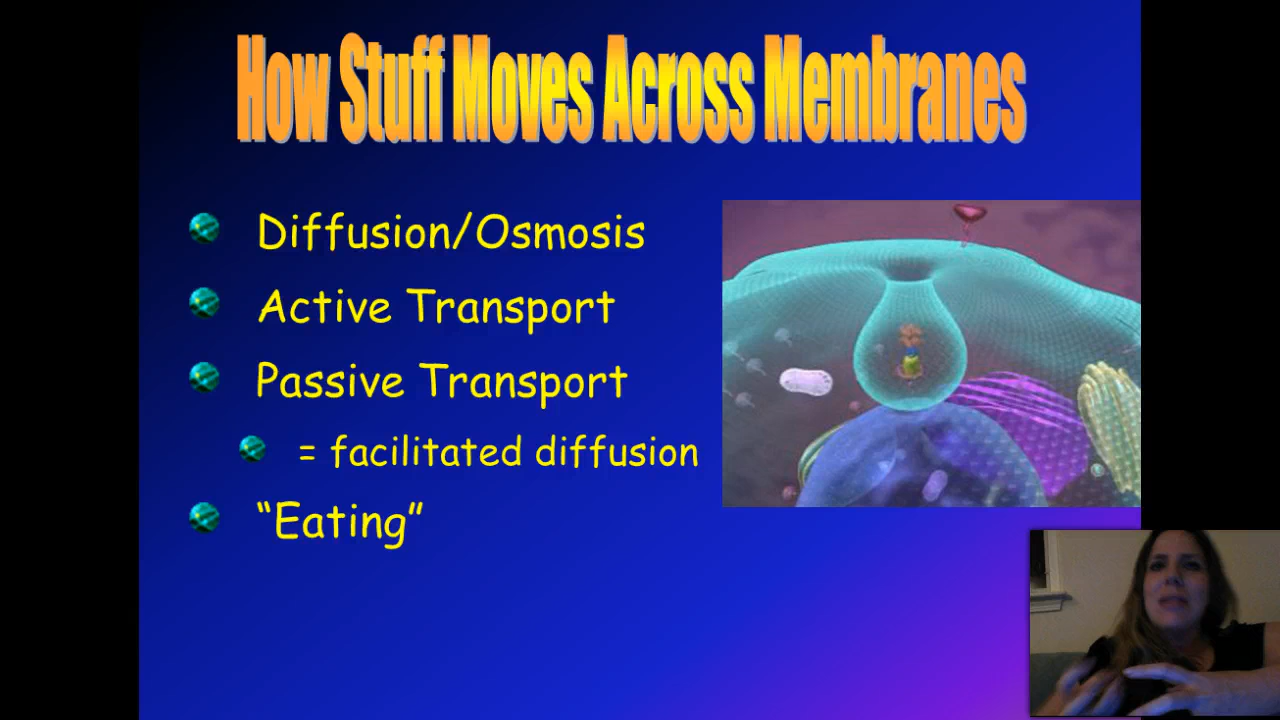 How Stuff Moves Across Membranes
Diffusion/Osmosis
Active Transport
Passive Transport
= facilitated diffusion
“Eating”